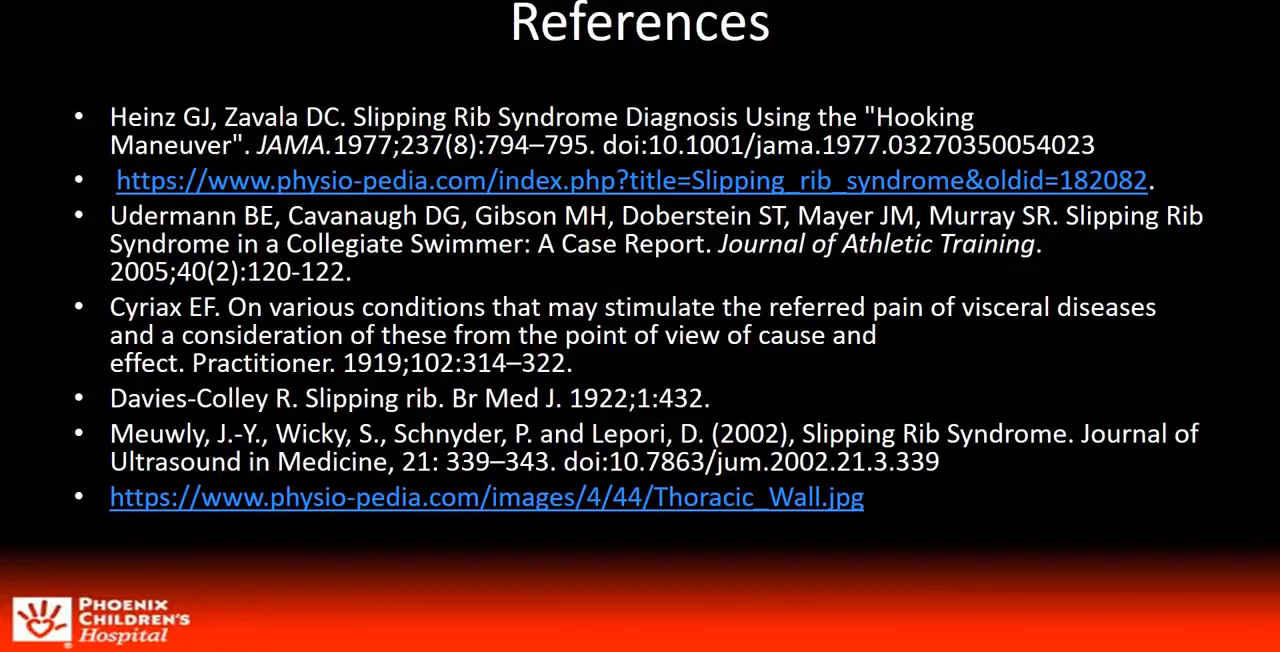 References
• Heinz GJ, Zavala DC. Slipping Rib Syndrome Diagnosis Using the "Hooking
Maneuver". JAMA.1977;237(8):794–795. doi:10.1001/jama.1977.03270350054023
• https://www.physio-pedia.com/index.php?title=Slipping_rib_syndrome&oldid=182082.
• Udermann BE, Cavanaugh DG, Gibson MH, Doberstein ST, Mayer JM, Murray SR. Slipping Rib
Syndrome in a Collegiate Swimmer: A Case Report. Journal of Athletic Training.
2005;40(2):120-122.
• Cyriax EF. On various conditions that may stimulate the referred pain of visceral diseases
and a consideration of these from the point of view of cause and
effect. Practitioner. 1919;102:314–322.
• Davies-Colley R. Slipping rib. Br Med J. 1922;1:432.
• Meuwly, J.-Y., Wicky, S., Schnyder, P. and Lepori, D. (2002), Slipping Rib Syndrome. Journal of
Ultrasound in Medicine, 21: 339–343. doi:10.7863/jum.2002.21.3.339
• https://www.physio-pedia.com/images/4/44/Thoracic_Wall.jpg
PHOENIX
CHILDREN'S
Hospital
®